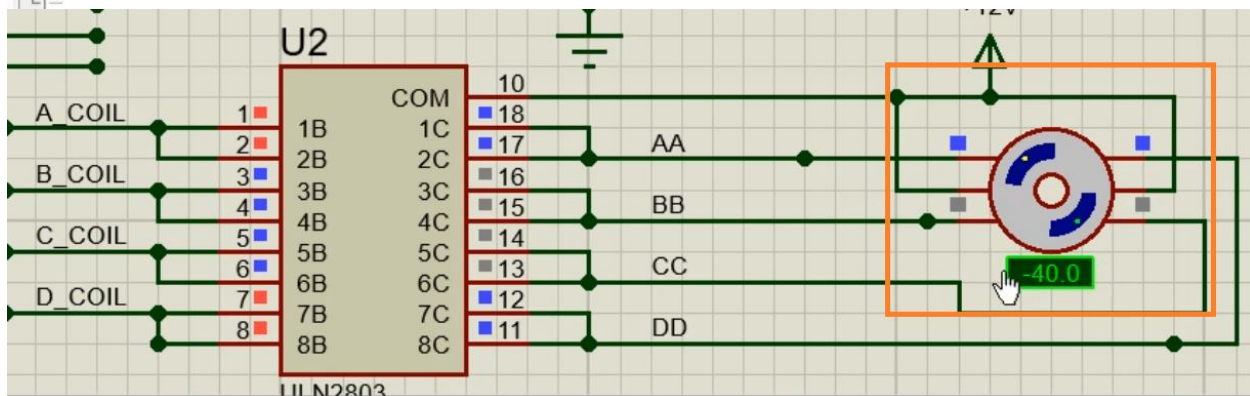 +12V
U2
10
COM
A_COIL
1
1B
1C
18
2
2B
2C
17
AA
B_COIL
3
3B
3C
16
4
4B
4C
15
BB
C_COIL
5
5B
5C
14
6
6B
6C
13
CC
D_COIL
7
7B
7C
12
8
8B
8C
11
DD
-40.0
ULN2803